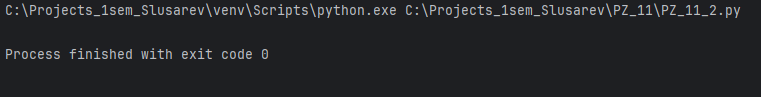 C:\Projects_1sem_Slusarev\venv\Scripts\python.exe C:\Projects_1sem_Slusarev\PZ_11\PZ_11_2.py
Process finished with exit code 0